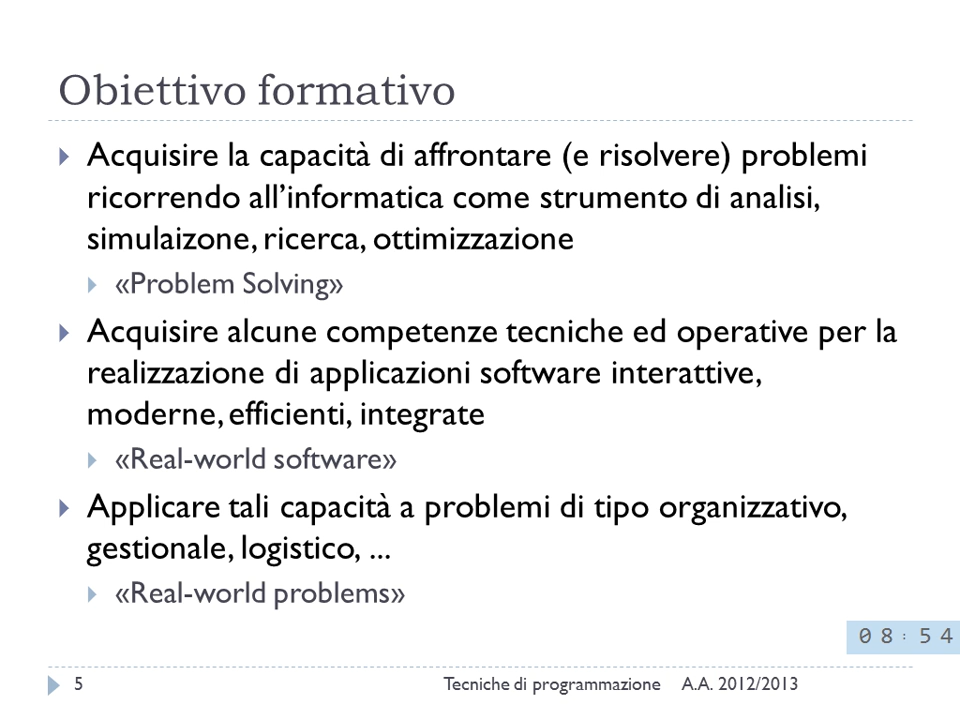 Obiettivo formativo
Acquisire la capacità di affrontare (e risolvere) problemi
ricorrendo all’informatica come strumento di analisi,
simulaizone, ricerca, ottimizzazione
«Problem Solving»
Acquisire alcune competenze tecniche ed operative per la
realizzazione di applicazioni software interattive,
moderne, efficienti, integrate
«Real-world software»
Applicare tali capacità a problemi di tipo organizzativo,
gestionale, logistico, ...
«Real-world problems»
08:54
5 Tecniche di programmazione A.A. 2012/2013